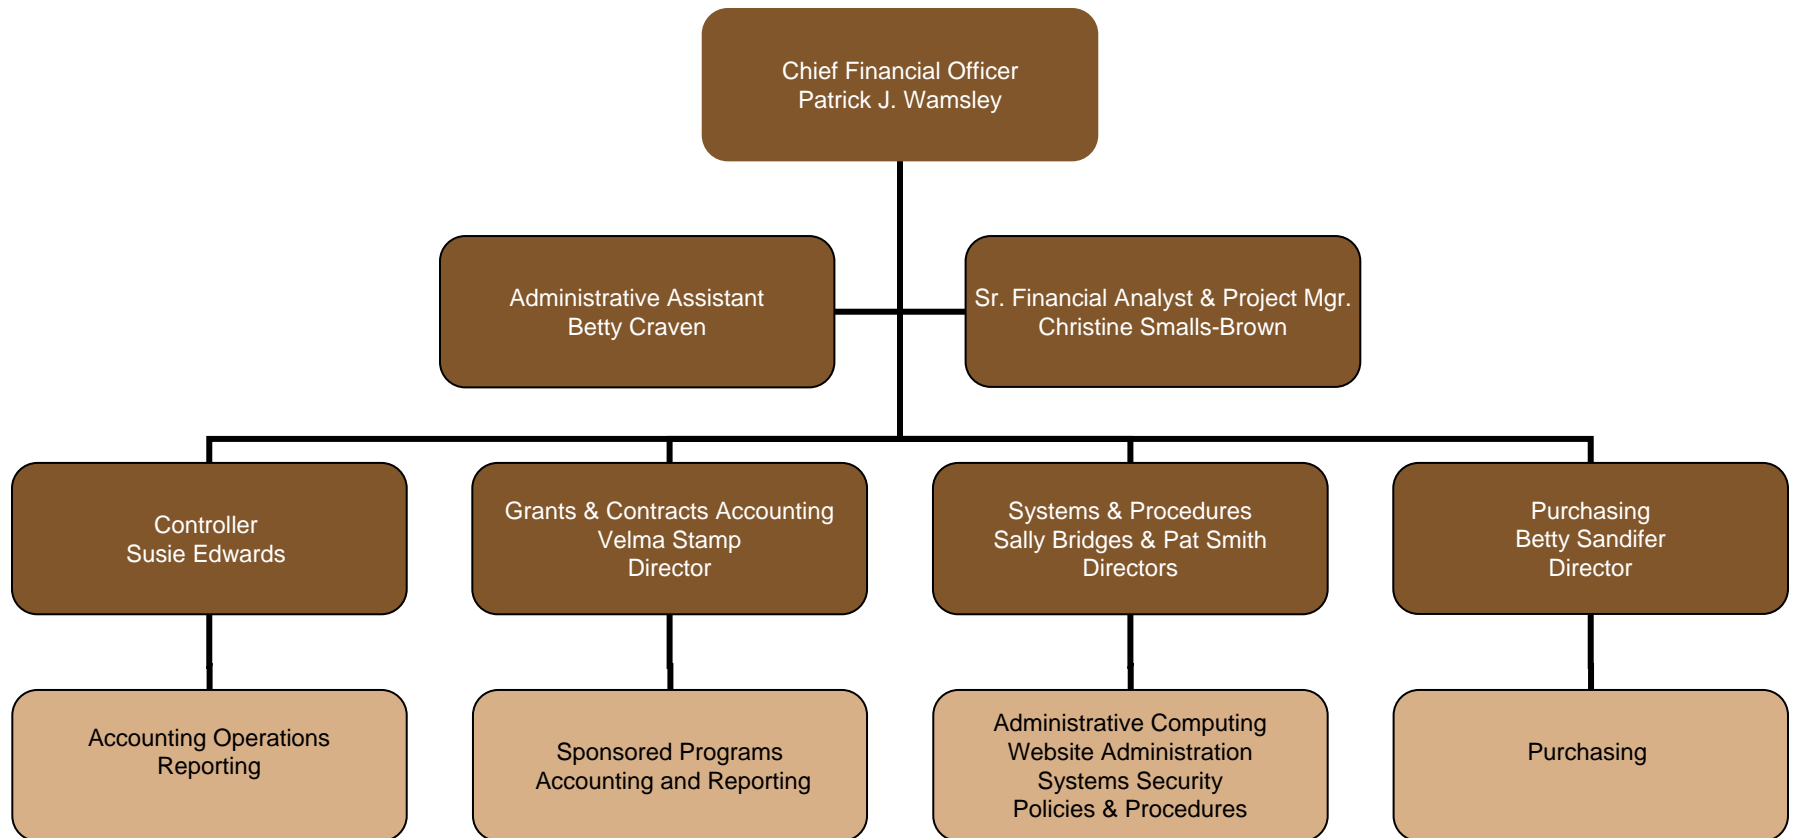 Chief Financial Officer
Patrick J. Wamsley
Administrative Assistant
Betty Craven
Sr. Financial Analyst & Project Mgr.
Christine Smalls-Brown
Controller
Susie Edwards
Grants & Contracts Accounting
Velma Stamp
Director
Systems & Procedures
Sally Bridges & Pat Smith
Directors
Purchasing
Betty Sandifer
Director
Accounting Operations
Reporting
Sponsored Programs
Accounting and Reporting
Administrative Computing
Website Administration
Systems Security
Policies & Procedures
Purchasing